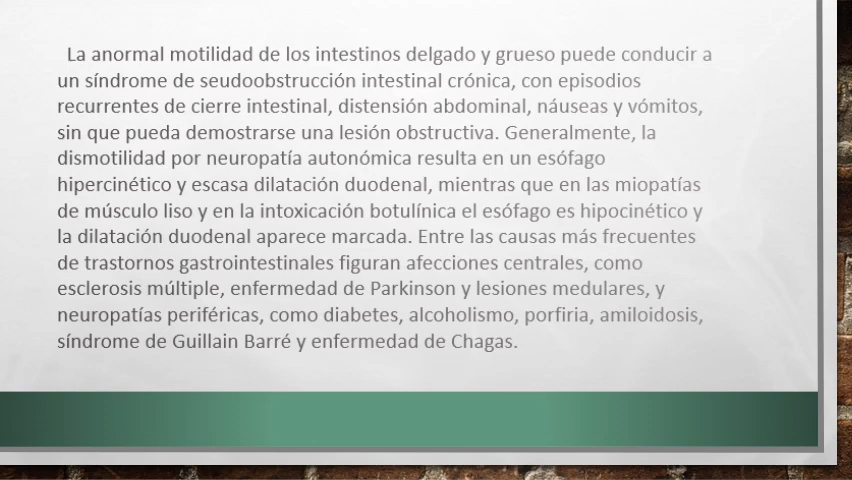 La anormal motilidad de los intestinos delgado y grueso puede conducir a
un síndrome de seudoobstrucción intestinal crónica, con episodios
recurrentes de cierre intestinal, distensión abdominal, náuseas y vómitos,
sin que pueda demostrarse una lesión obstructiva. Generalmente, la
dismotilidad por neuropatía autonómica resulta en un esófago
hipercinético y escasa dilatación duodenal, mientras que en las miopatías
de músculo liso y en la intoxicación botulínica el esófago es hipocinético y
la dilatación duodenal aparece marcada. Entre las causas más frecuentes
de trastornos gastrointestinales figuran afecciones centrales, como
esclerosis múltiple, enfermedad de Parkinson y lesiones medulares, y
neuropatías periféricas, como diabetes, alcoholismo, porfiria, amiloidosis,
síndrome de Guillain Barré y enfermedad de Chagas.